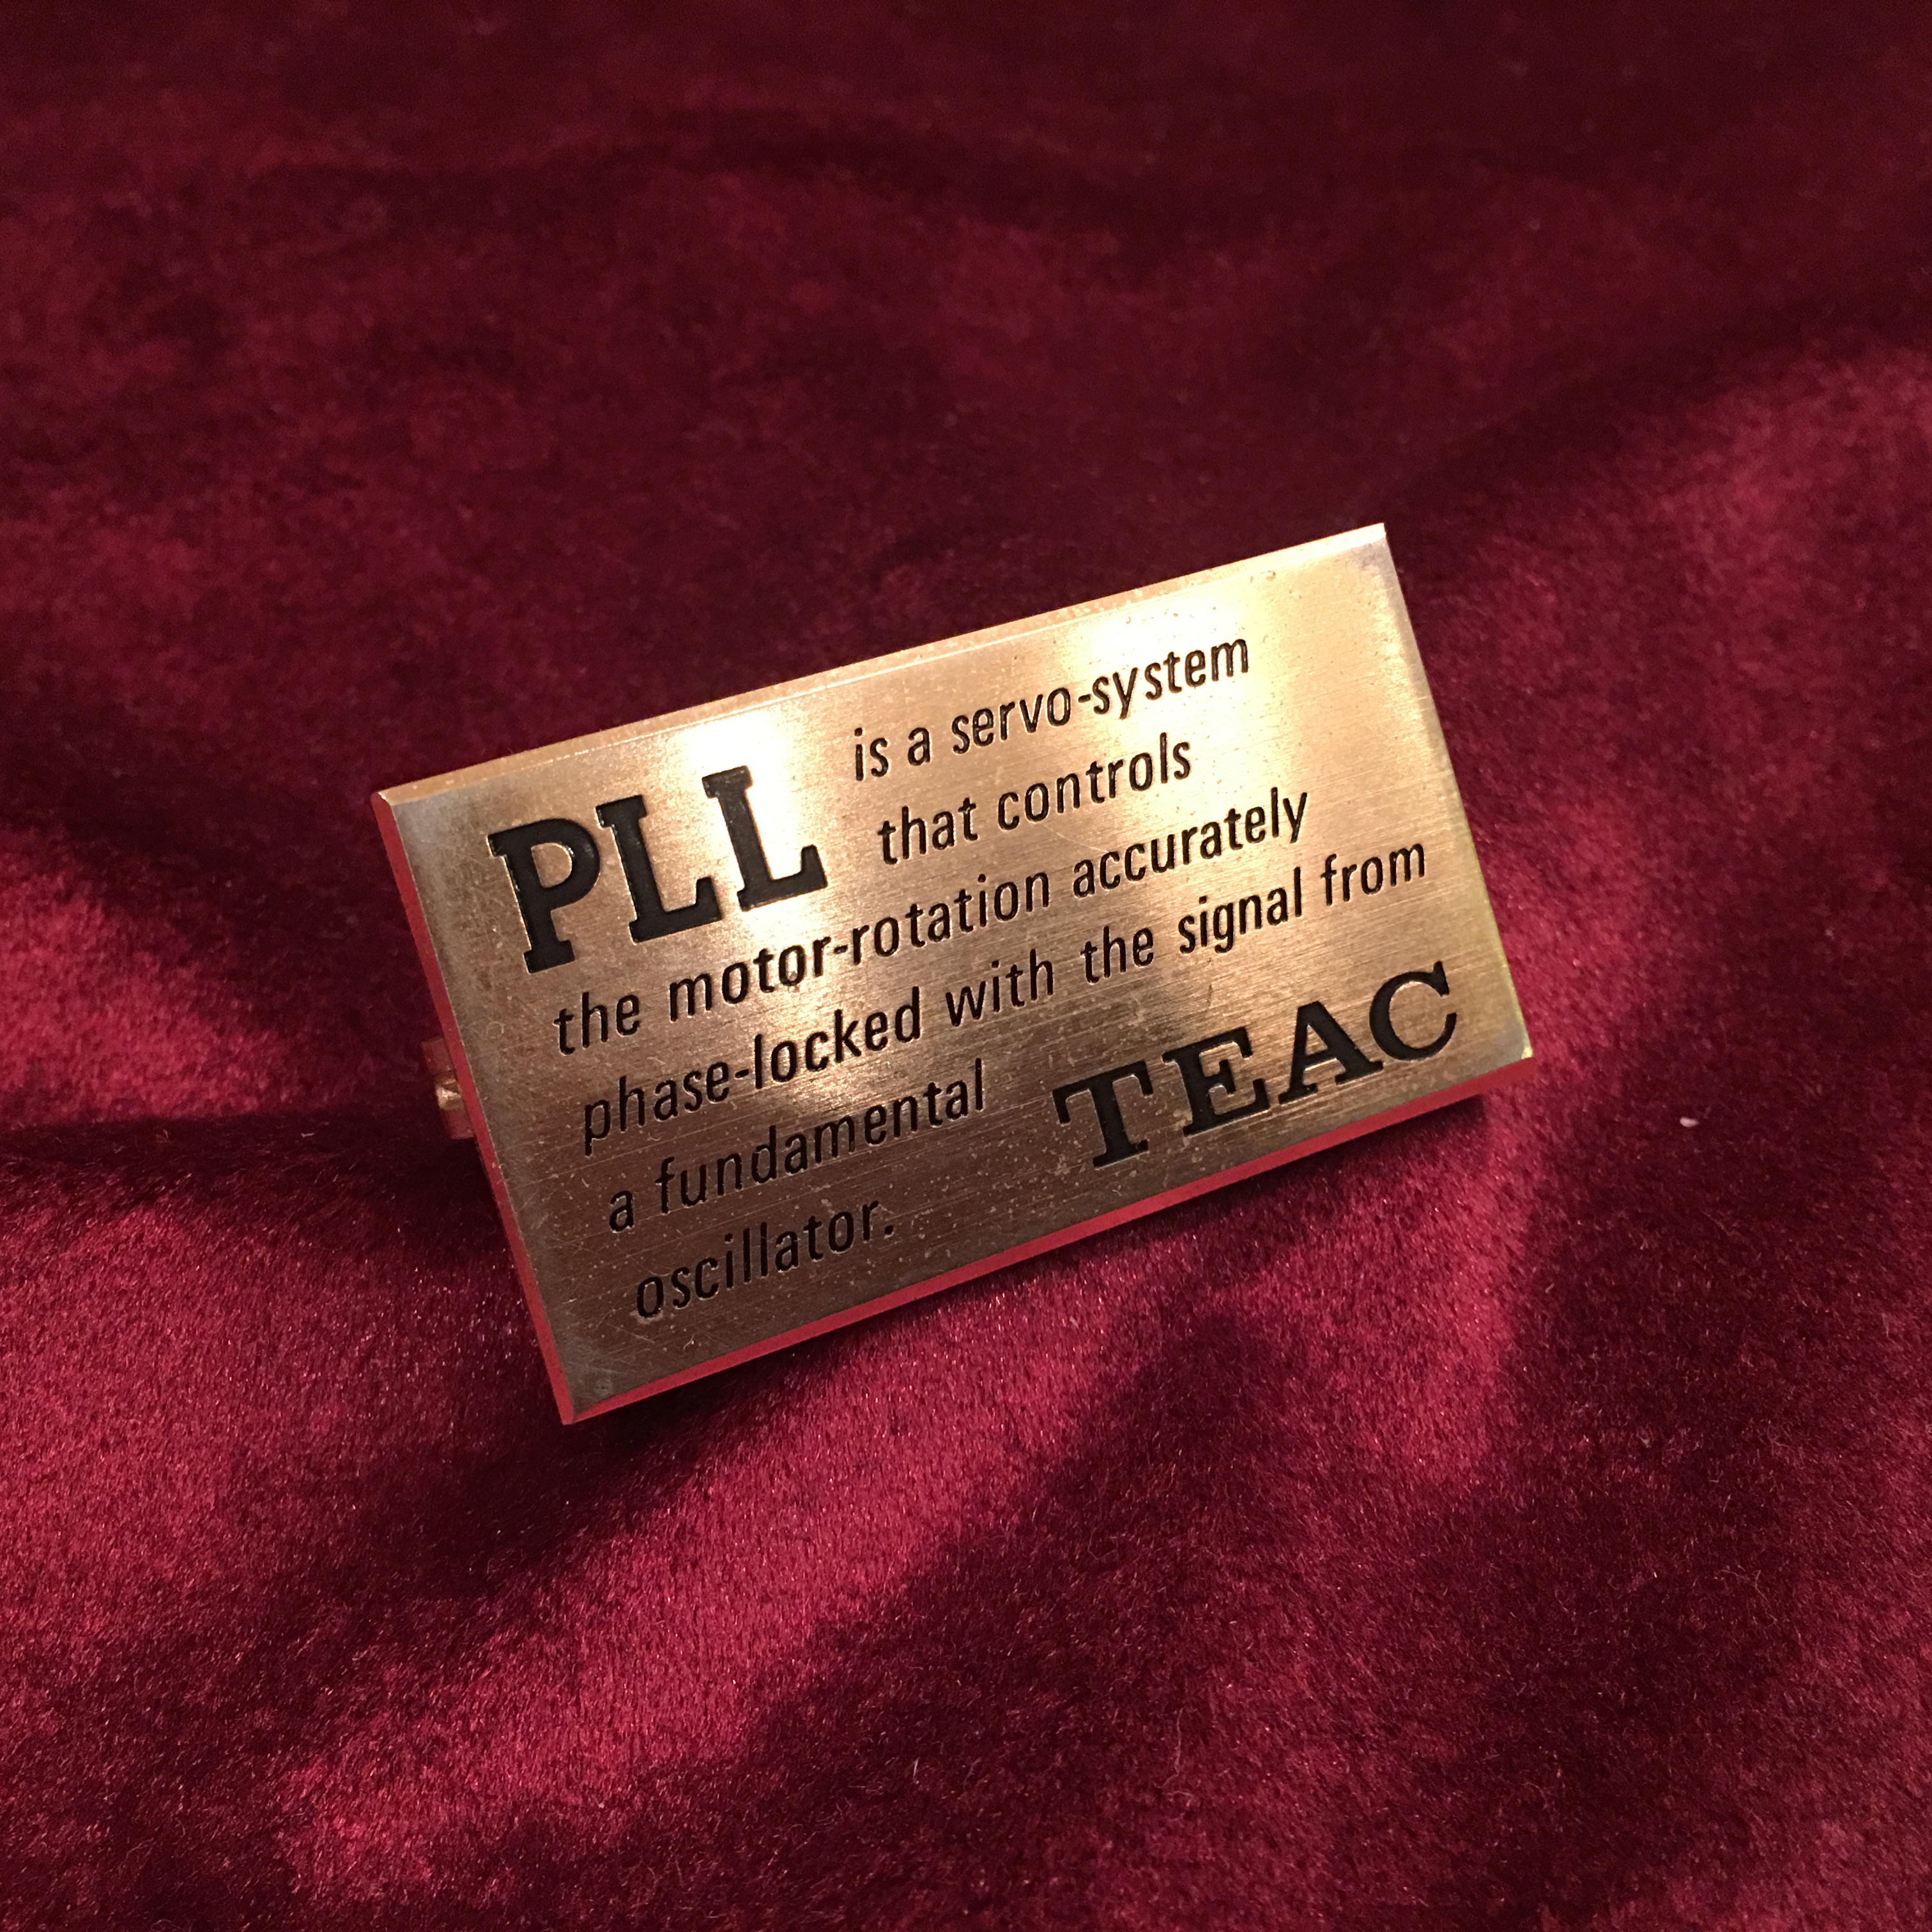 PLL is a servo-system
that controls
the motor-rotation accurately
phase-locked with the signal from
a fundamental TEAC
oscillator.